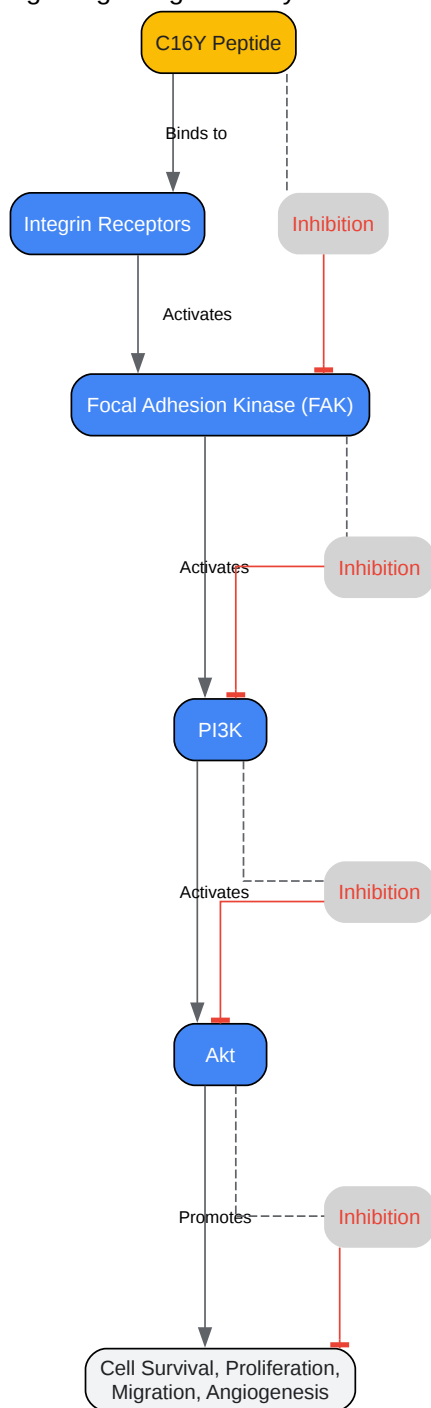 C16Y Peptide
Binds to
Integrin Receptors
Inhibition
Activates
Focal Adhesion Kinase (FAK)
Activates
Inhibition
PI3K
Activates
Inhibition
Akt
Promotes
Inhibition
Cell Survival, Proliferation,
Migration, Angiogenesis